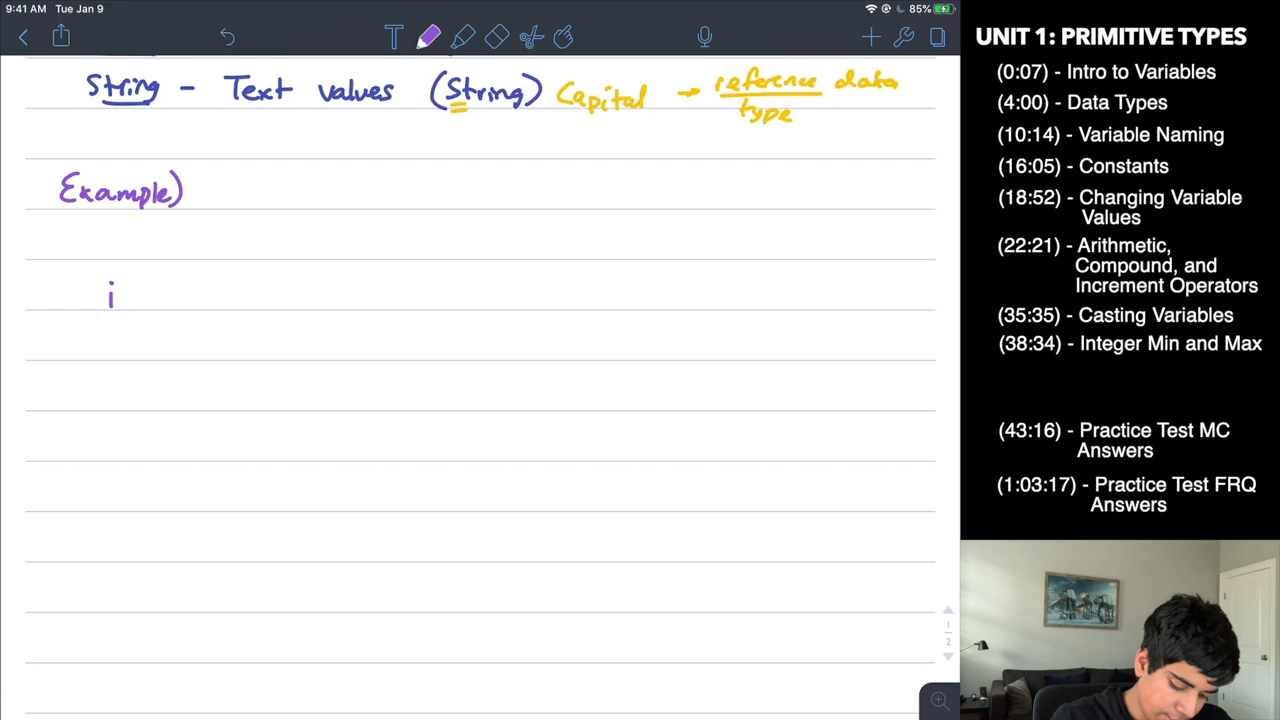 9:41 AM Tue Jan 9
85%
String - Text values (String) Capital → reference data
type
Example)
i
1
2
UNIT 1: PRIMITIVE TYPES
(0:07) - Intro to Variables
(4:00) - Data Types
(10:14) - Variable Naming
(16:05) - Constants
(18:52) - Changing Variable
Values
(22:21) - Arithmetic,
Compound, and
Increment Operators
(35:35) - Casting Variables
(38:34) - Integer Min and Max
(43:16) - Practice Test MC
Answers
(1:03:17) - Practice Test FRQ
Answers